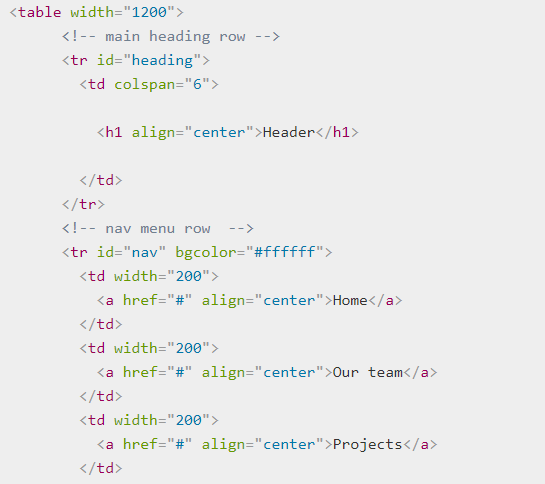 <table width="1200">
<!-- main heading row -->
<tr id="heading">
<td colspan="6">
<h1 align="center">Header</h1>
</td>
</tr>
<!-- nav menu row  -->
<tr id="nav" bgcolor="#ffffff">
<td width="200">
<a href="#" align="center">Home</a>
</td>
<td width="200">
<a href="#" align="center">Our team</a>
</td>
<td width="200">
<a href="#" align="center">Projects</a>
</td>